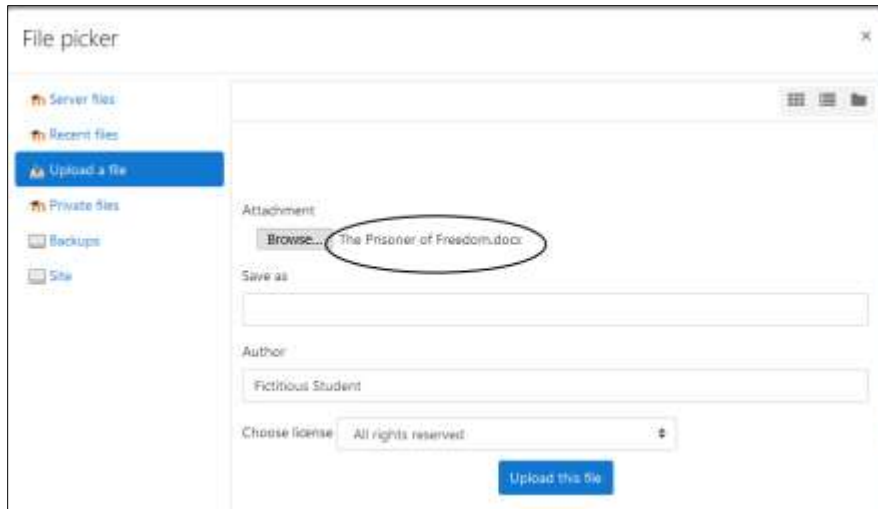 File picker
×
Server files
Recent files
Upload a file
Private files
Backups
Site
Attachment
Browse... The Prisoner of Freedom.docx
Save as
Author
Fictitious Student
Choose license All rights reserved
Upload this file